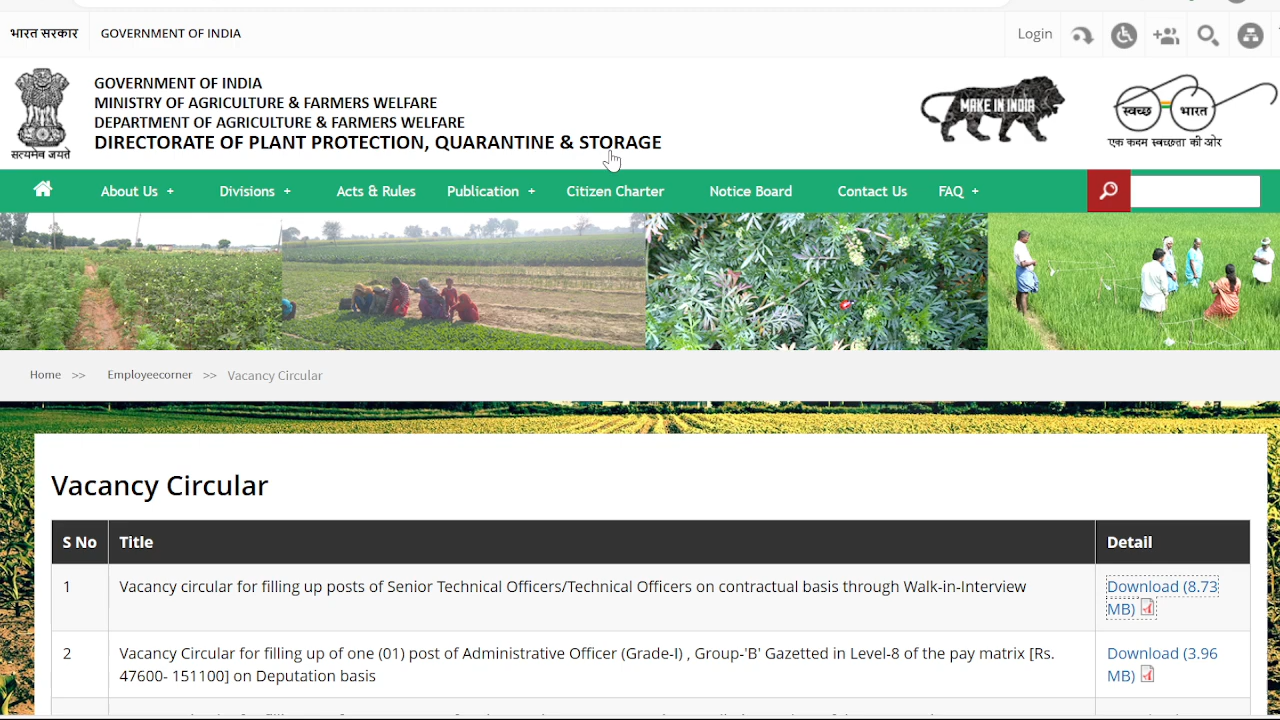 भारत सरकार GOVERNMENT OF INDIA Login
सत्यमेव जयते
GOVERNMENT OF INDIA
MINISTRY OF AGRICULTURE & FARMERS WELFARE
DEPARTMENT OF AGRICULTURE & FARMERS WELFARE
DIRECTORATE OF PLANT PROTECTION, QUARANTINE & STORAGE
MAKE IN INDIA
स्वच्छ भारत
एक कदम स्वच्छता की ओर
About Us + Divisions + Acts & Rules Publication + Citizen Charter Notice Board Contact Us FAQ +
Home >> Employeecorner >> Vacancy Circular
Vacancy Circular
S No Title Detail
1 Vacancy circular for filling up posts of Senior Technical Officers/Technical Officers on contractual basis through Walk-in-Interview Download (8.73
MB)
2 Vacancy Circular for filling up of one (01) post of Administrative Officer (Grade-I) , Group-'B' Gazetted in Level-8 of the pay matrix [Rs. Download (3.96
47600- 151100] on Deputation basis MB)